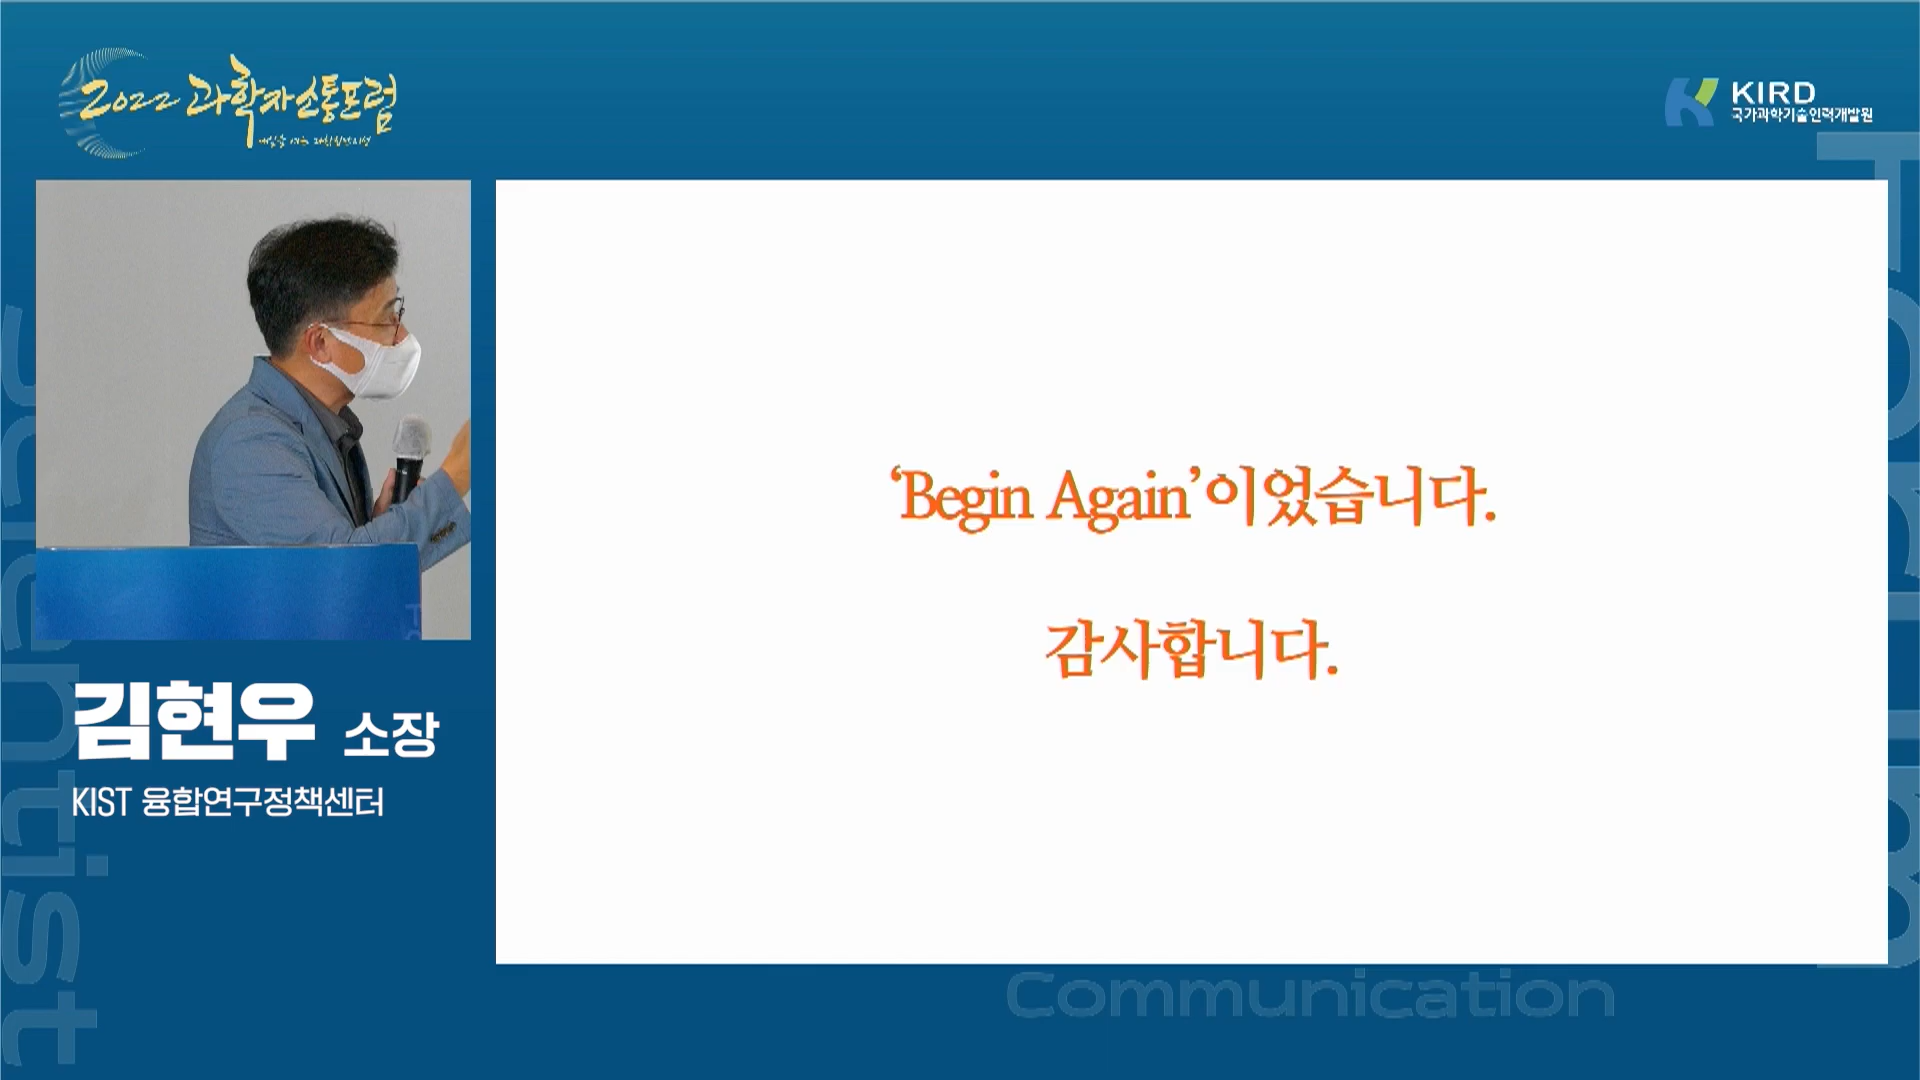 2022 과학자소통포럼
KIRD
국가과학기술인력개발원
'Begin Again'이었습니다.
감사합니다.
김현우 소장
KIST 융합연구정책센터
Scientist
Forum
Communication